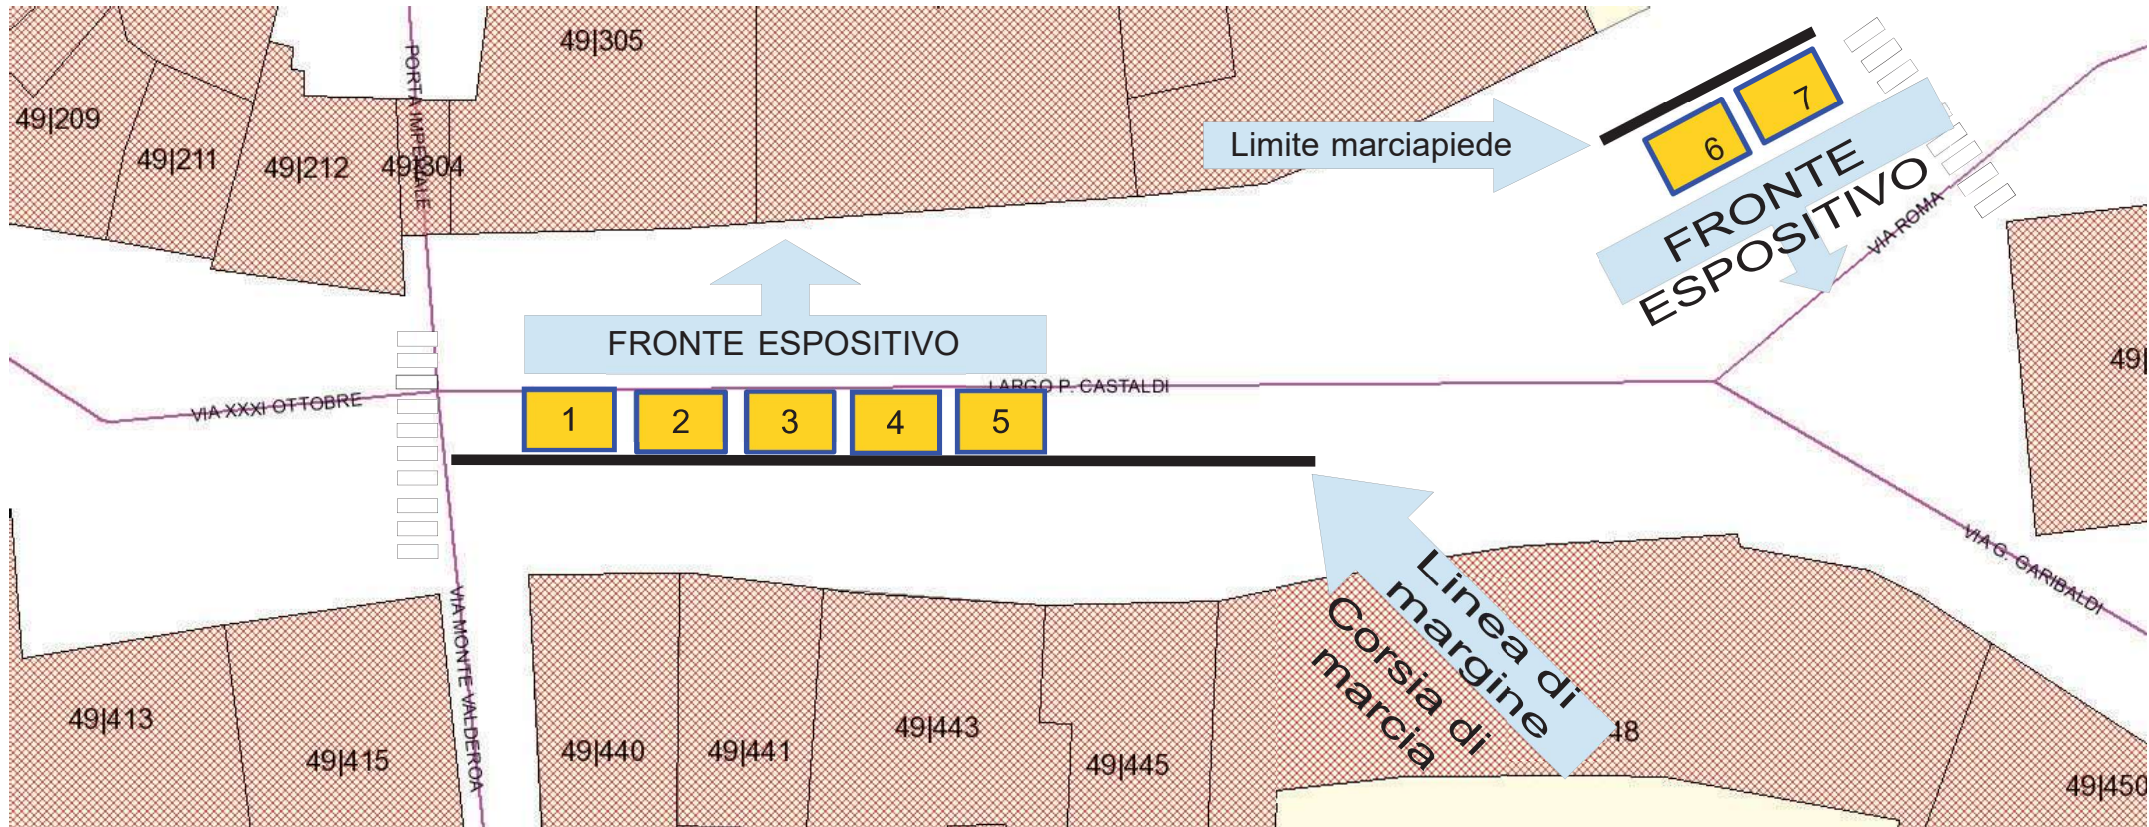 49|305
PORTA IMPERIALE
49|209
49|211
49|212
49|304
Limite marciapiede
7
6
FRONTE
ESPOSITIVO
VIA ROMA
FRONTE ESPOSITIVO
49|
LARGO P. CASTALDI
VIA XXXI OTTOBRE
1
2
3
4
5
VIA G. GARIBALDI
Linea di
margine
Corsia di
marcia
VIA MONTE VALDEROA
49|413
49|415
49|440
49|441
49|443
49|445
48
49|450